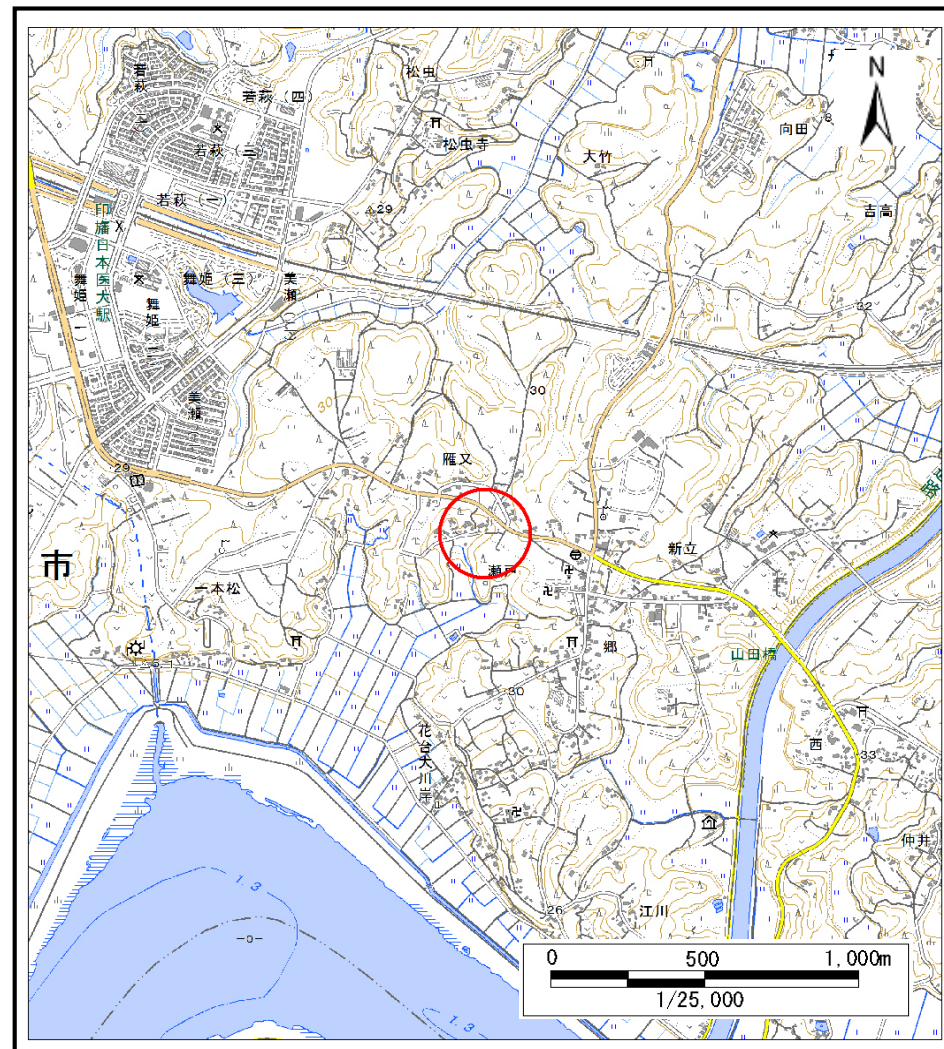 N
松虫
若萩
若萩（四）
向田
8
松虫寺
若萩（三）
大竹
若萩（一）
29
吉高
印旛日本医大駅
舞姫（三）
美瀬
舞姫
舞姫
32
30
30
30
美瀬
雁又
29
新立
瀬戸
市
一本松
郷
山田橋
30
花台大川岸
西
33
仲井
1.3
26
江川
1.3
0 500 1,000m
1/25,000